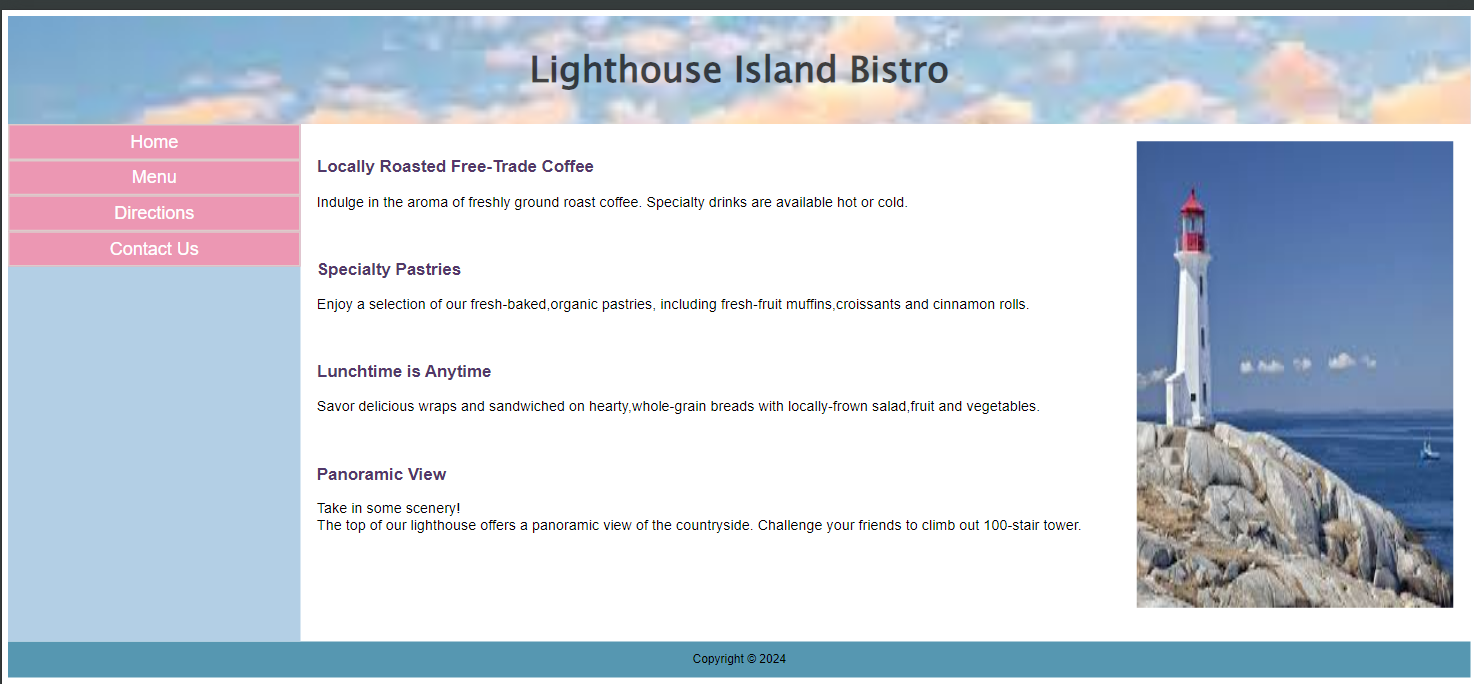 Lighthouse Island Bistro
Home
Menu
Directions
Contact Us
Locally Roasted Free-Trade Coffee
Indulge in the aroma of freshly ground roast coffee. Specialty drinks are available hot or cold.
Specialty Pastries
Enjoy a selection of our fresh-baked,organic pastries, including fresh-fruit muffins,croissants and cinnamon rolls.
Lunchtime is Anytime
Savor delicious wraps and sandwiched on hearty,whole-grain breads with locally-frown salad,fruit and vegetables.
Panoramic View
Take in some scenery!
The top of our lighthouse offers a panoramic view of the countryside. Challenge your friends to climb out 100-stair tower.
Copyright © 2024